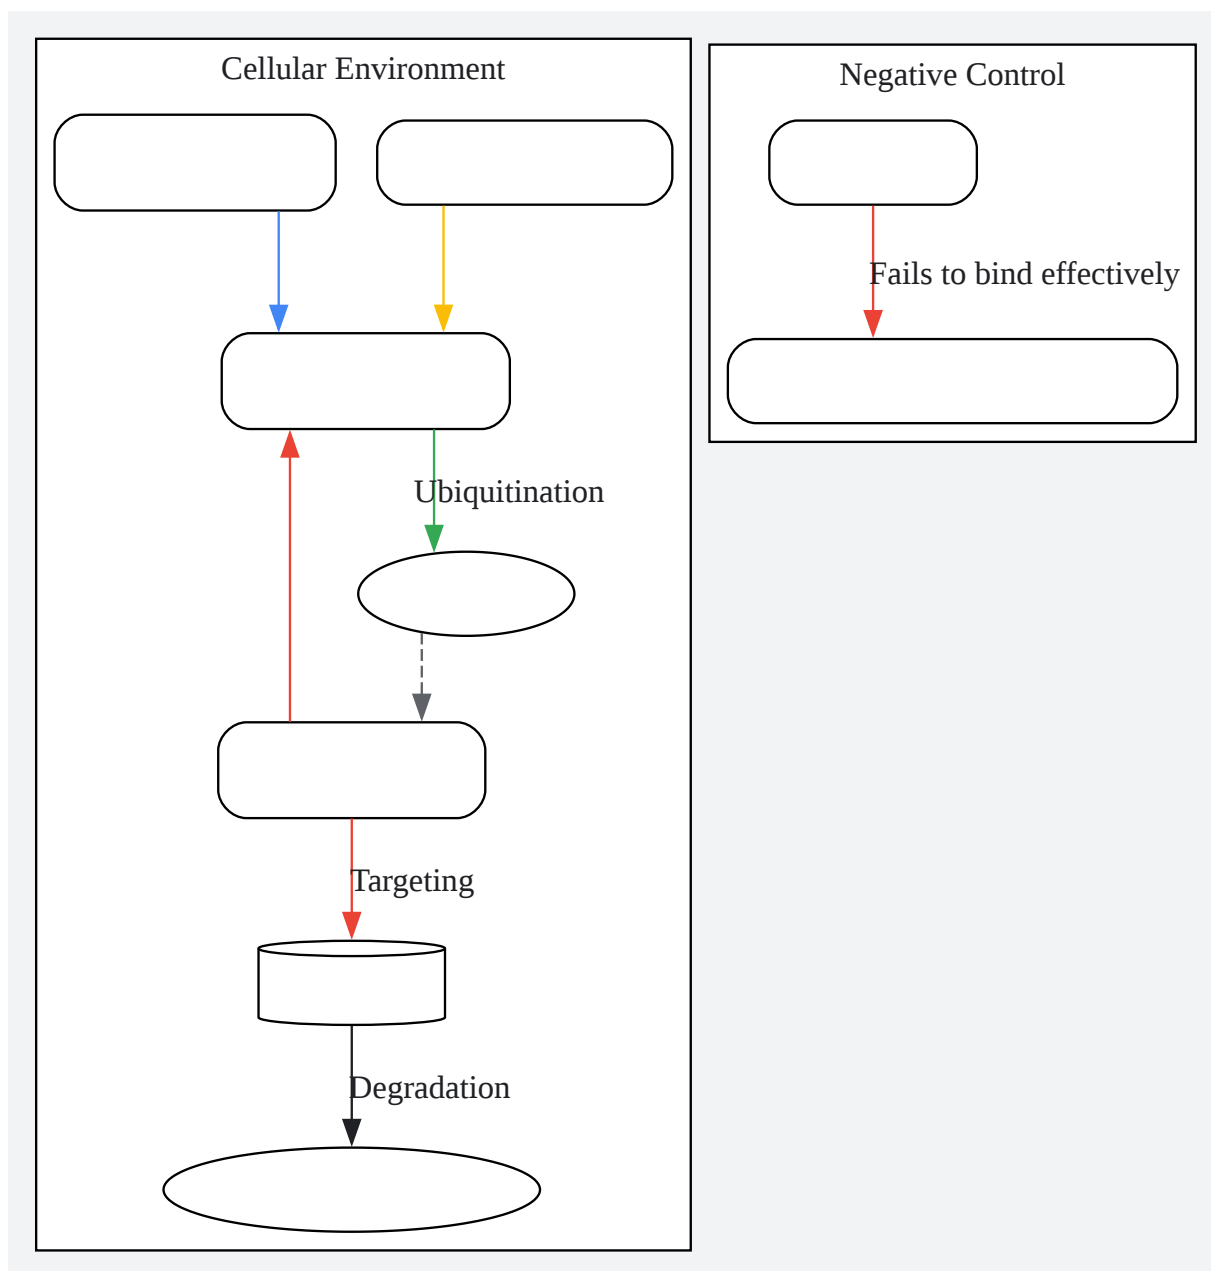 Cellular Environment
Negative Control
Fails to bind effectively
Ubiquitination
Targeting
Degradation